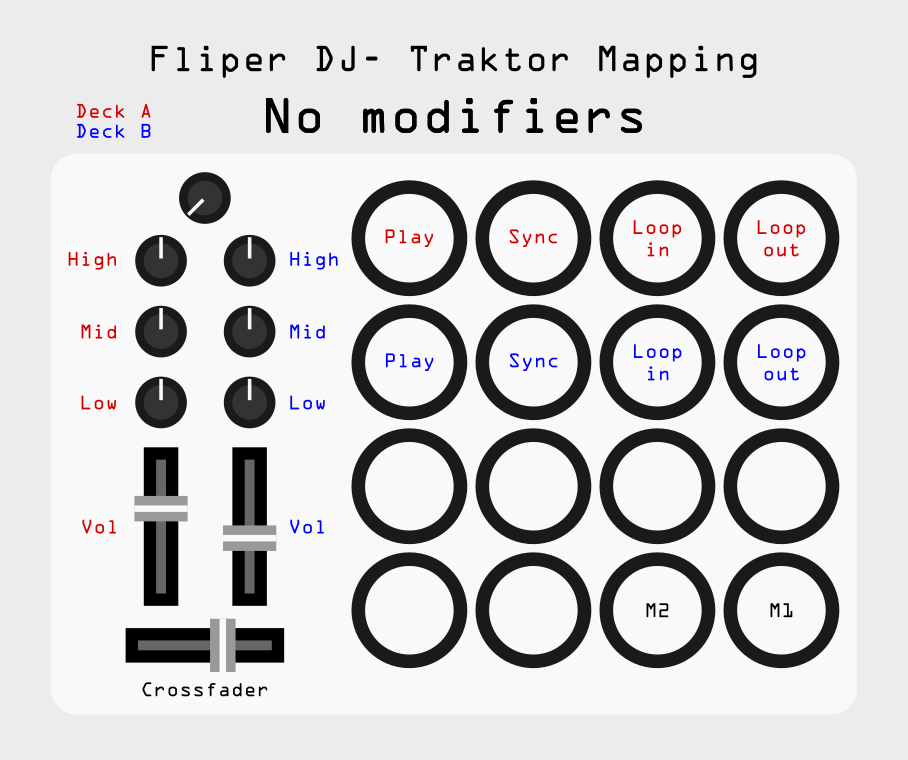 Fliper DJ- Traktor Mapping
No modifiers
Deck A
Deck B
High
High
Mid
Mid
Low
Low
Vol
Vol
Crossfader
Play
Sync
Loop
in
Loop
out
Play
Sync
Loop
in
Loop
out
M2
M1